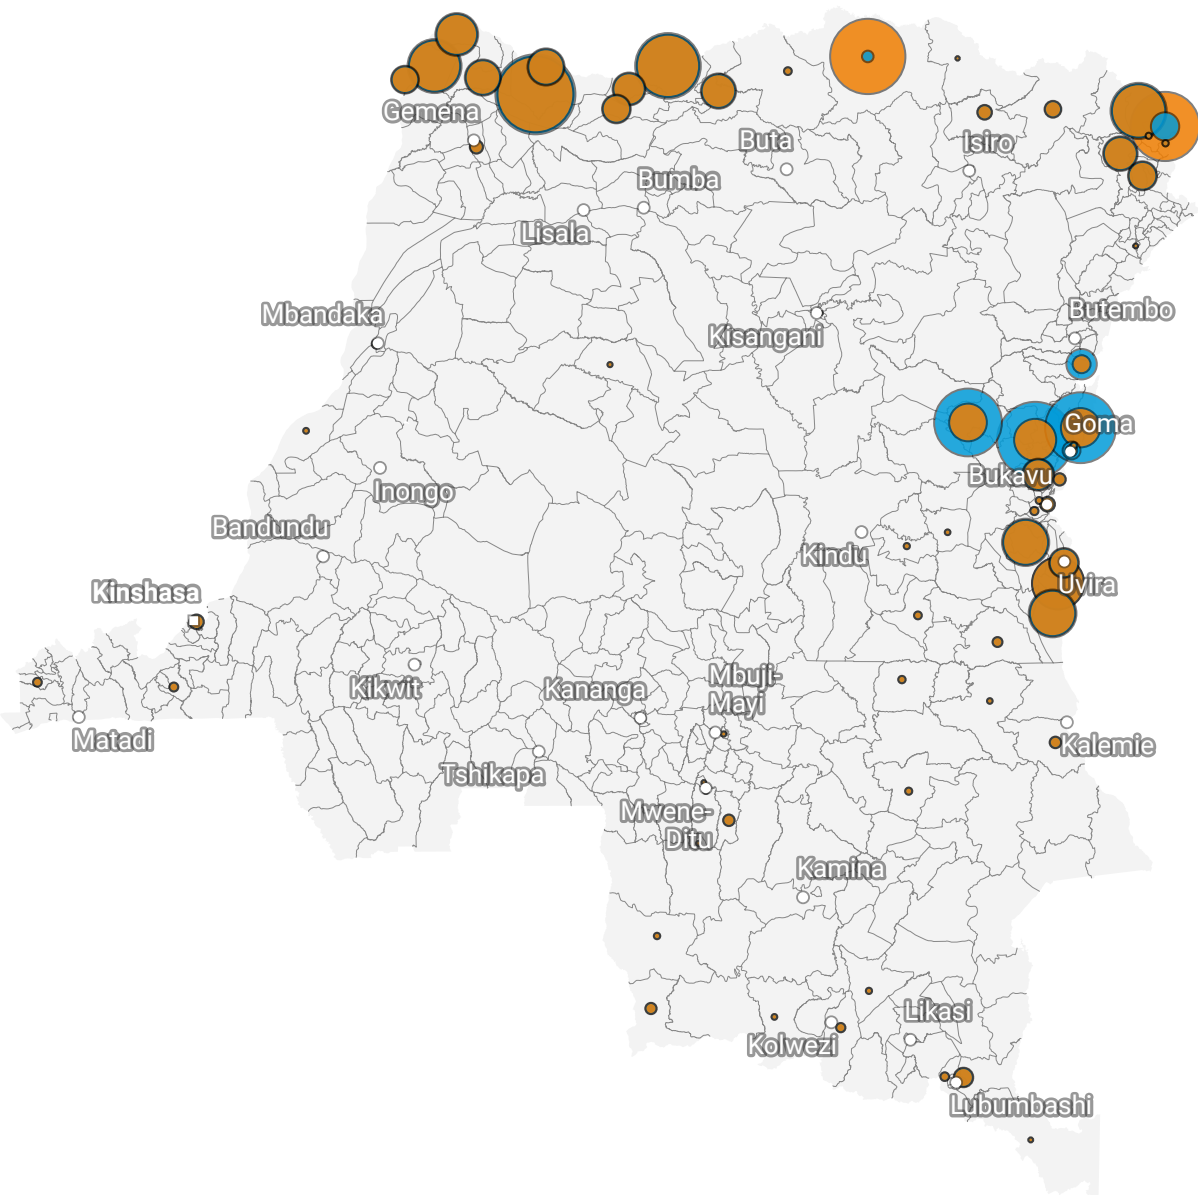 Gemena
Buta
Isiro
Bumba
Lisala
Mbandaka
Butembo
Kisangani
Goma
Bukavu
Inongo
Bandundu
Kindu
Uvira
Kinshasa
Kikwit
Kananga
Mbuji-
Mayi
Matadi
Kalemie
Tshikapa
Mwene-
Ditu
Kamina
Likasi
Kolwezi
Lubumbashi